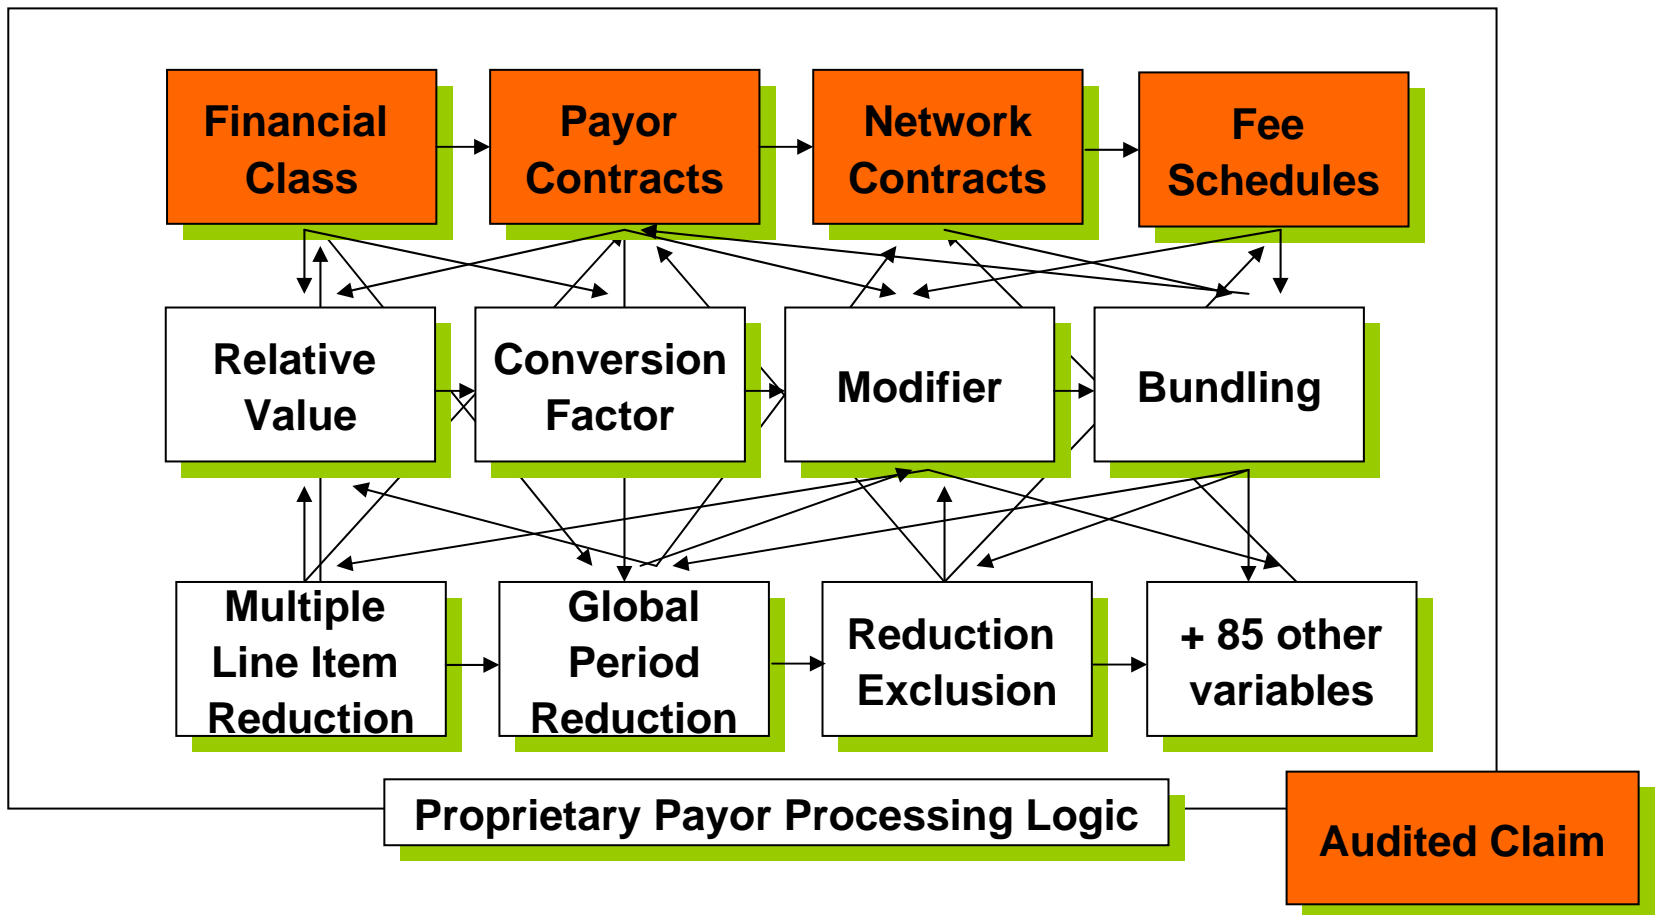 Financial
Class
Payor
Contracts
Network
Contracts
Fee
Schedules
Relative
Value
Conversion
Factor
Modifier
Bundling
Multiple
Line Item
Reduction
Global
Period
Reduction
Reduction
Exclusion
+ 85 other
variables
Proprietary Payor Processing Logic
Audited Claim